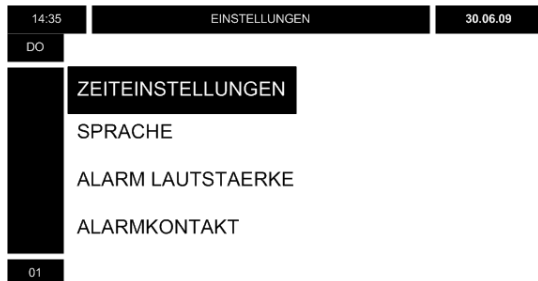 14:35 EINSTELLUNGEN 30.06.09
DO
ZEITEINSTELLUNGEN
SPRACHE
ALARM LAUTSTAERKE
ALARMKONTAKT
01